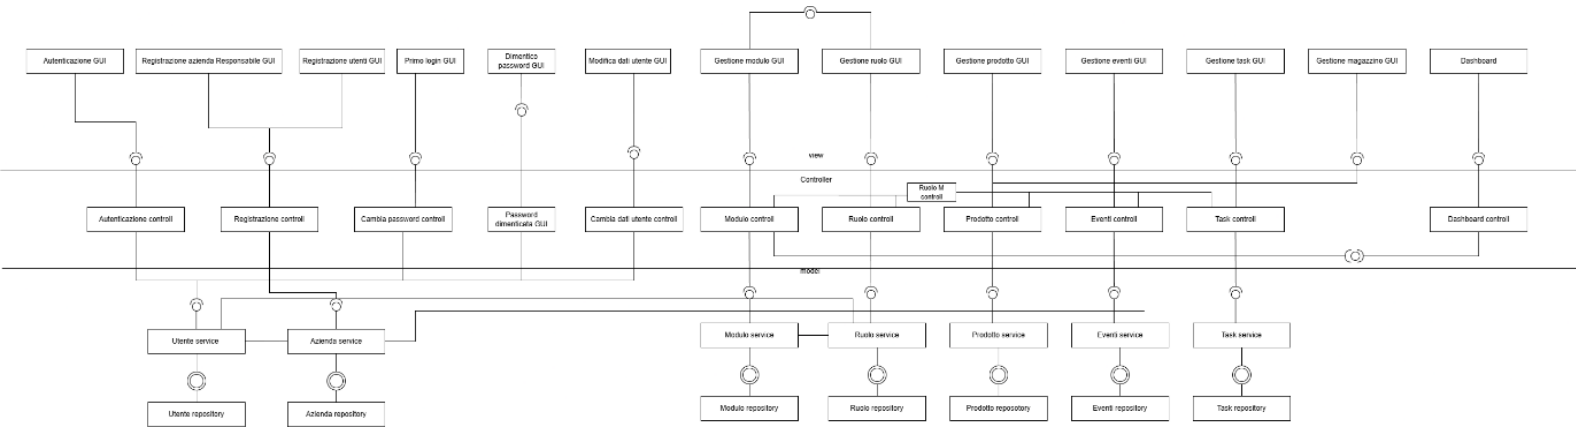 Autenticazione GUI
Registrazione azienda Responsabile GUI
Registrazione utenti GUI
Primo login GUI
Dimentico
password GUI
Modifica dati utente GUI
Gestione modulo GUI
Gestione ruolo GUI
Gestione prodotto GUI
Gestione eventi GUI
Gestione task GUI
Gestione magazzino GUI
Dashboard
view
Controller
Ruolo M
controll
Autenticazione controll
Registrazione controll
Cambia password controll
Password
dimenticata GUI
Cambia dati utente controll
Modulo controll
Ruolo controll
Prodotto controll
Eventi controll
Task controll
Dashboard controll
model
Utente service
Azienda service
Modulo service
Ruolo service
Prodotto service
Eventi service
Task service
Utente repository
Azienda repository
Modulo repository
Ruolo repository
Prodotto reposotory
Eventi repository
Task repository